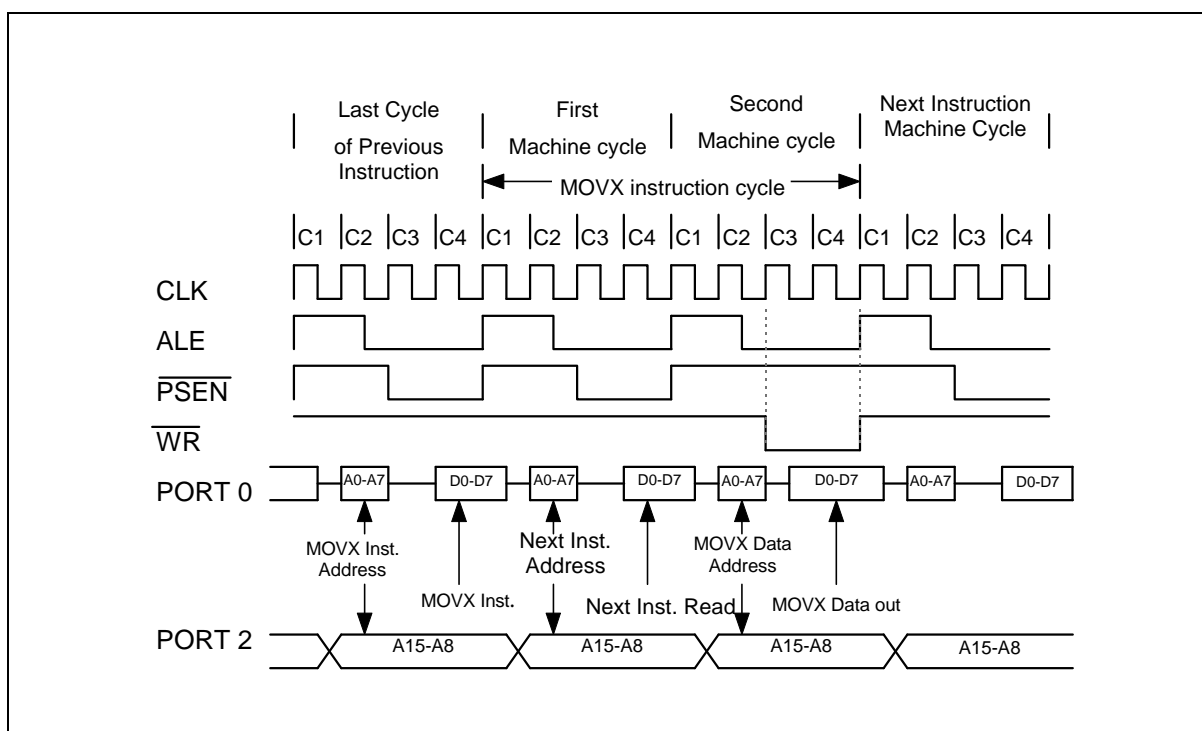 Last Cycle
of Previous
Instruction
First
Machine cycle
Second
Machine cycle
Next Instruction
Machine Cycle
MOVX instruction cycle
C1 C2 C3 C4 C1 C2 C3 C4 C1 C2 C3 C4 C1 C2 C3 C4
CLK
ALE
PSEN
WR
PORT 0
A0-A7 D0-D7 A0-A7 D0-D7 A0-A7 D0-D7 A0-A7 D0-D7
MOVX Inst.
Address
MOVX Inst.
Next Inst.
Address
Next Inst. Read
MOVX Data
Address
MOVX Data out
PORT 2
A15-A8 A15-A8 A15-A8 A15-A8